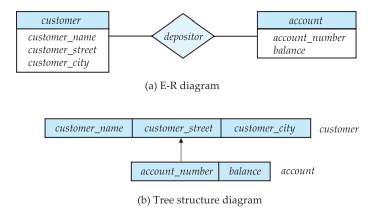 customer
customer_name
customer_street
customer_city
depositor
account
account_number
balance
(a) E-R diagram
customer_name customer_street customer_city customer
account_number balance account
(b) Tree structure diagram